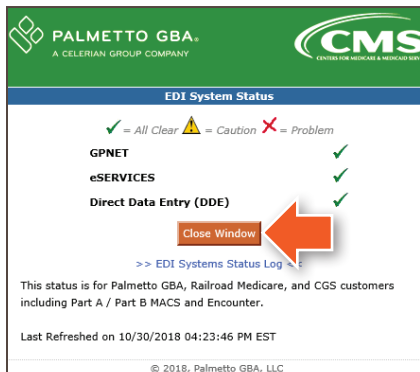 PALMETTO GBA®
A CELERIAN GROUP COMPANY
CMS
CENTERS FOR MEDICARE & MEDICAID SERV
EDI System Status
✓ = All Clear ⚠ = Caution ✗ = Problem
GPNET ✓
eSERVICES ✓
Direct Data Entry (DDE) ✓
Close Window
>> EDI Systems Status Log <<
This status is for Palmetto GBA, Railroad Medicare, and CGS customers
including Part A / Part B MACS and Encounter.
Last Refreshed on 10/30/2018 04:23:46 PM EST
© 2018, Palmetto GBA, LLC